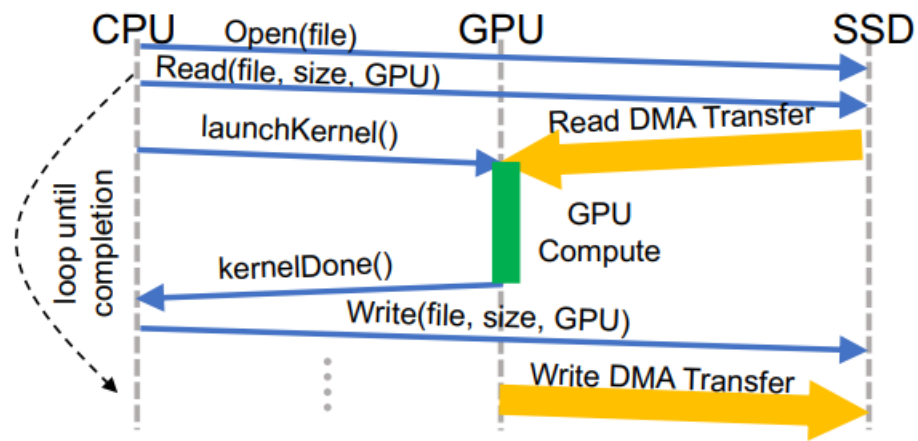 CPU
GPU
SSD
Open(file)
Read(file, size, GPU)
launchKernel()
Read DMA Transfer
GPU
Compute
loop until
completion
kernelDone()
Write(file, size, GPU)
Write DMA Transfer